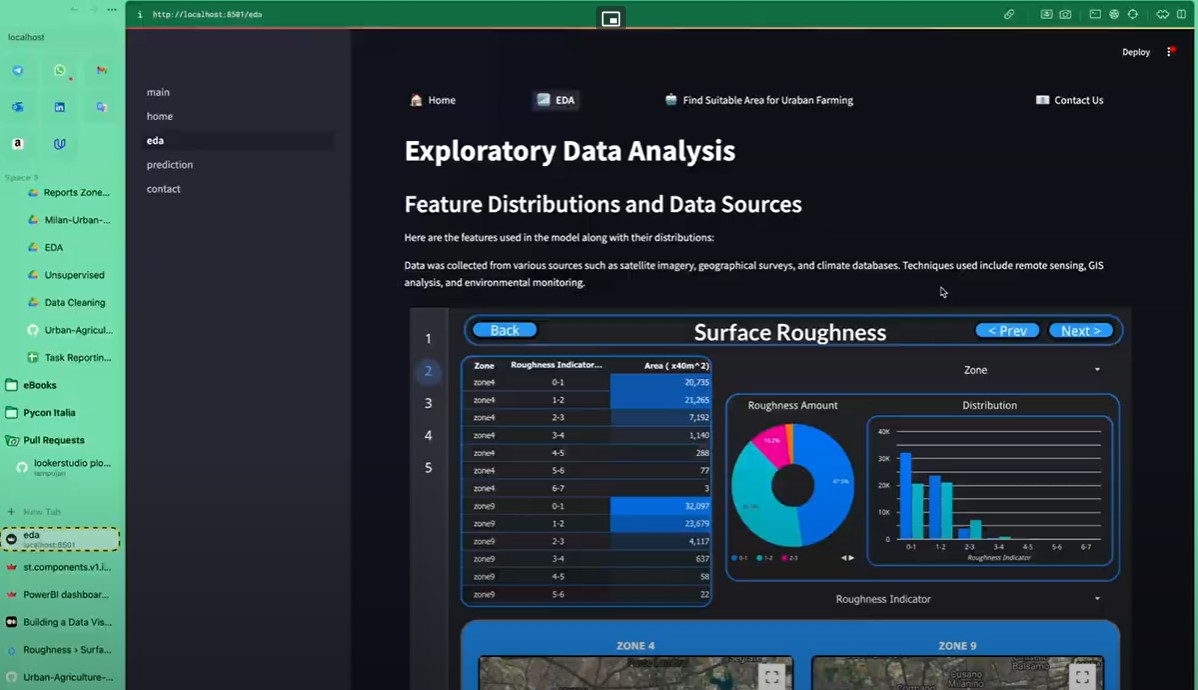 http://localhost:8501/eda
localhost
Space 9
Reports Zone...
Milan-Urban-...
EDA
Unsupervised
Data Cleaning
Urban-Agricul...
Task Reportin...
eBooks
Pycon Italia
Pull Requests
lookerstudio plo...
+ New Tab
eda
localhost:8501
st.components.v1.i...
PowerBI dashboar...
Building a Data Vis...
Roughness › Surfa...
Urban-Agriculture-...
main
home
eda
prediction
contact
Deploy
Home
EDA
Find Suitable Area for Uraban Farming
Contact Us
Exploratory Data Analysis
Feature Distributions and Data Sources
Here are the features used in the model along with their distributions:
Data was collected from various sources such as satellite imagery, geographical surveys, and climate databases. Techniques used include remote sensing, GIS
analysis, and environmental monitoring.
1
2
3
4
5
Back
Surface Roughness
< Prev
Next >
Zone Roughness Indicator... Area ( x40m^2)
zone4 0-1 20,735
zone4 1-2 21,265
zone4 2-3 7,192
zone4 3-4 1,140
zone4 4-5 288
zone4 5-6 77
zone4 6-7 3
zone9 0-1 32,097
zone9 1-2 23,679
zone9 2-3 4,117
zone9 3-4 637
zone9 4-5 58
zone9 5-6 22
Zone
Roughness Amount
10.2%
47.5%
0-1 1-2 2-3
Distribution
40K
30K
20K
10K
0
0-1 1-2 2-3 3-4 4-5 5-6 6-7
Roughness Indicator
Roughness Indicator
ZONE 4
ZONE 9
Segrate
Cinisello
Balsamo
Cusano
Milanino
Cormano